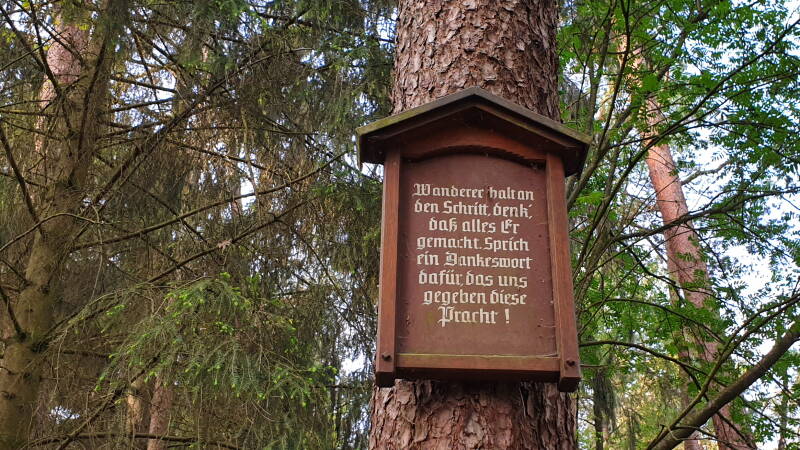 Wanderer halt an
den Schritt, denk',
daß alles Er
gemacht. Sprich
ein Dankeswort
dafür, das uns
gegeben diese
Pracht !